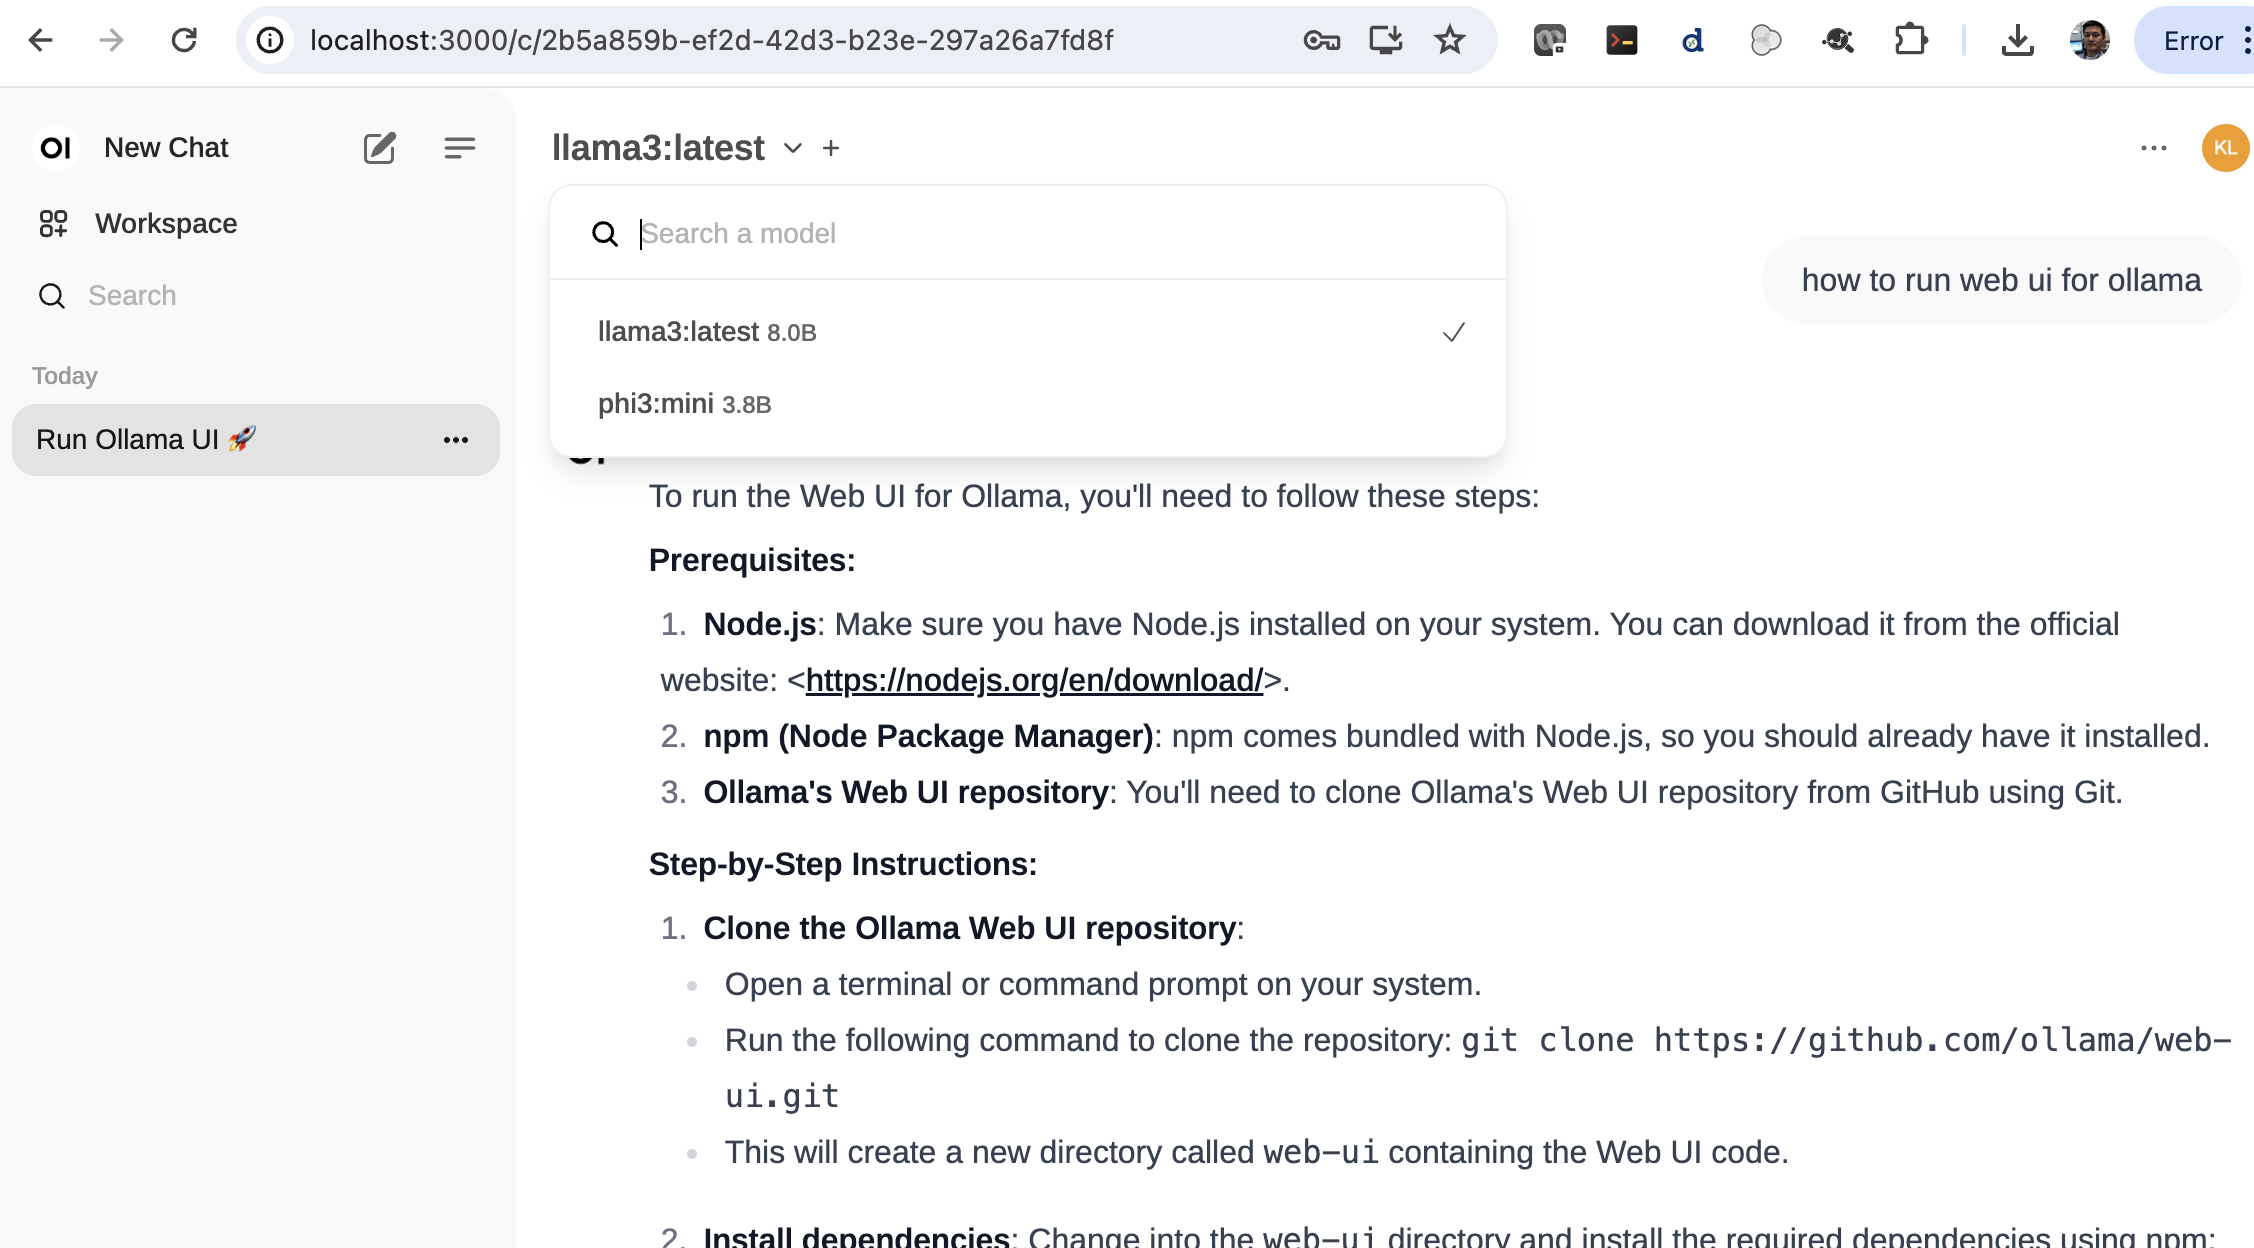 localhost:3000/c/2b5a859b-ef2d-42d3-b23e-297a26a7fd8f
Error
OI New Chat
Workspace
Search
Today
Run Ollama UI 🚀
llama3:latest
KL
Search a model
llama3:latest 8.0B
phi3:mini 3.8B
how to run web ui for ollama
To run the Web UI for Ollama, you'll need to follow these steps:
Prerequisites:
1. Node.js: Make sure you have Node.js installed on your system. You can download it from the official
website: <https://nodejs.org/en/download/>.
2. npm (Node Package Manager): npm comes bundled with Node.js, so you should already have it installed.
3. Ollama's Web UI repository: You'll need to clone Ollama's Web UI repository from GitHub using Git.
Step-by-Step Instructions:
1. Clone the Ollama Web UI repository:
Open a terminal or command prompt on your system.
Run the following command to clone the repository: git clone https://github.com/ollama/web-
ui.git
This will create a new directory called web-ui containing the Web UI code.
2. Install dependencies: Change into the web-ui directory and install the required dependencies using npm: